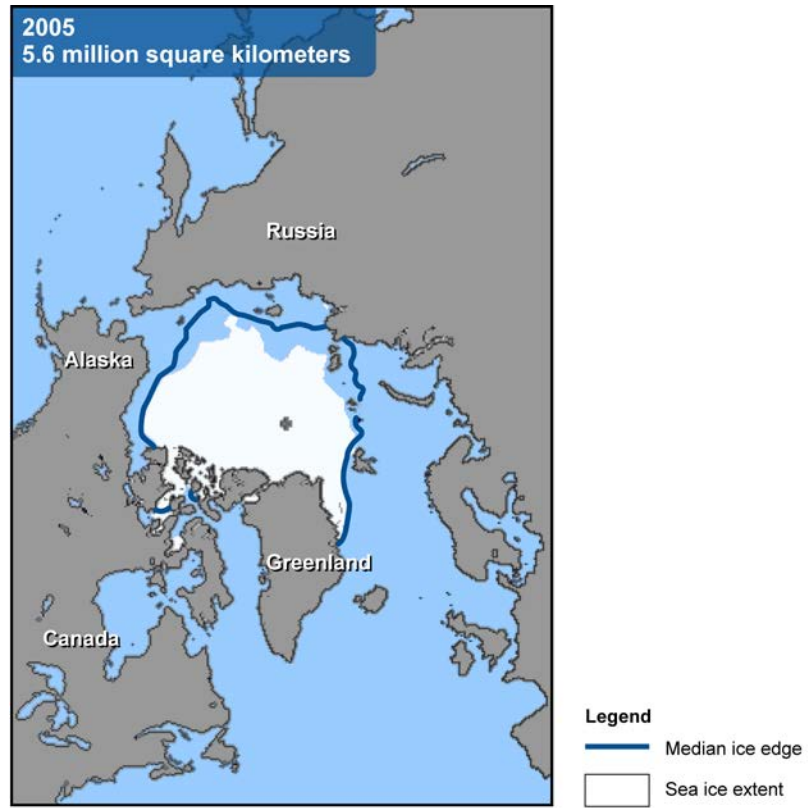 2005
5.6 million square kilometers
Russia
Alaska
Greenland
Canada
Legend
Median ice edge
Sea ice extent